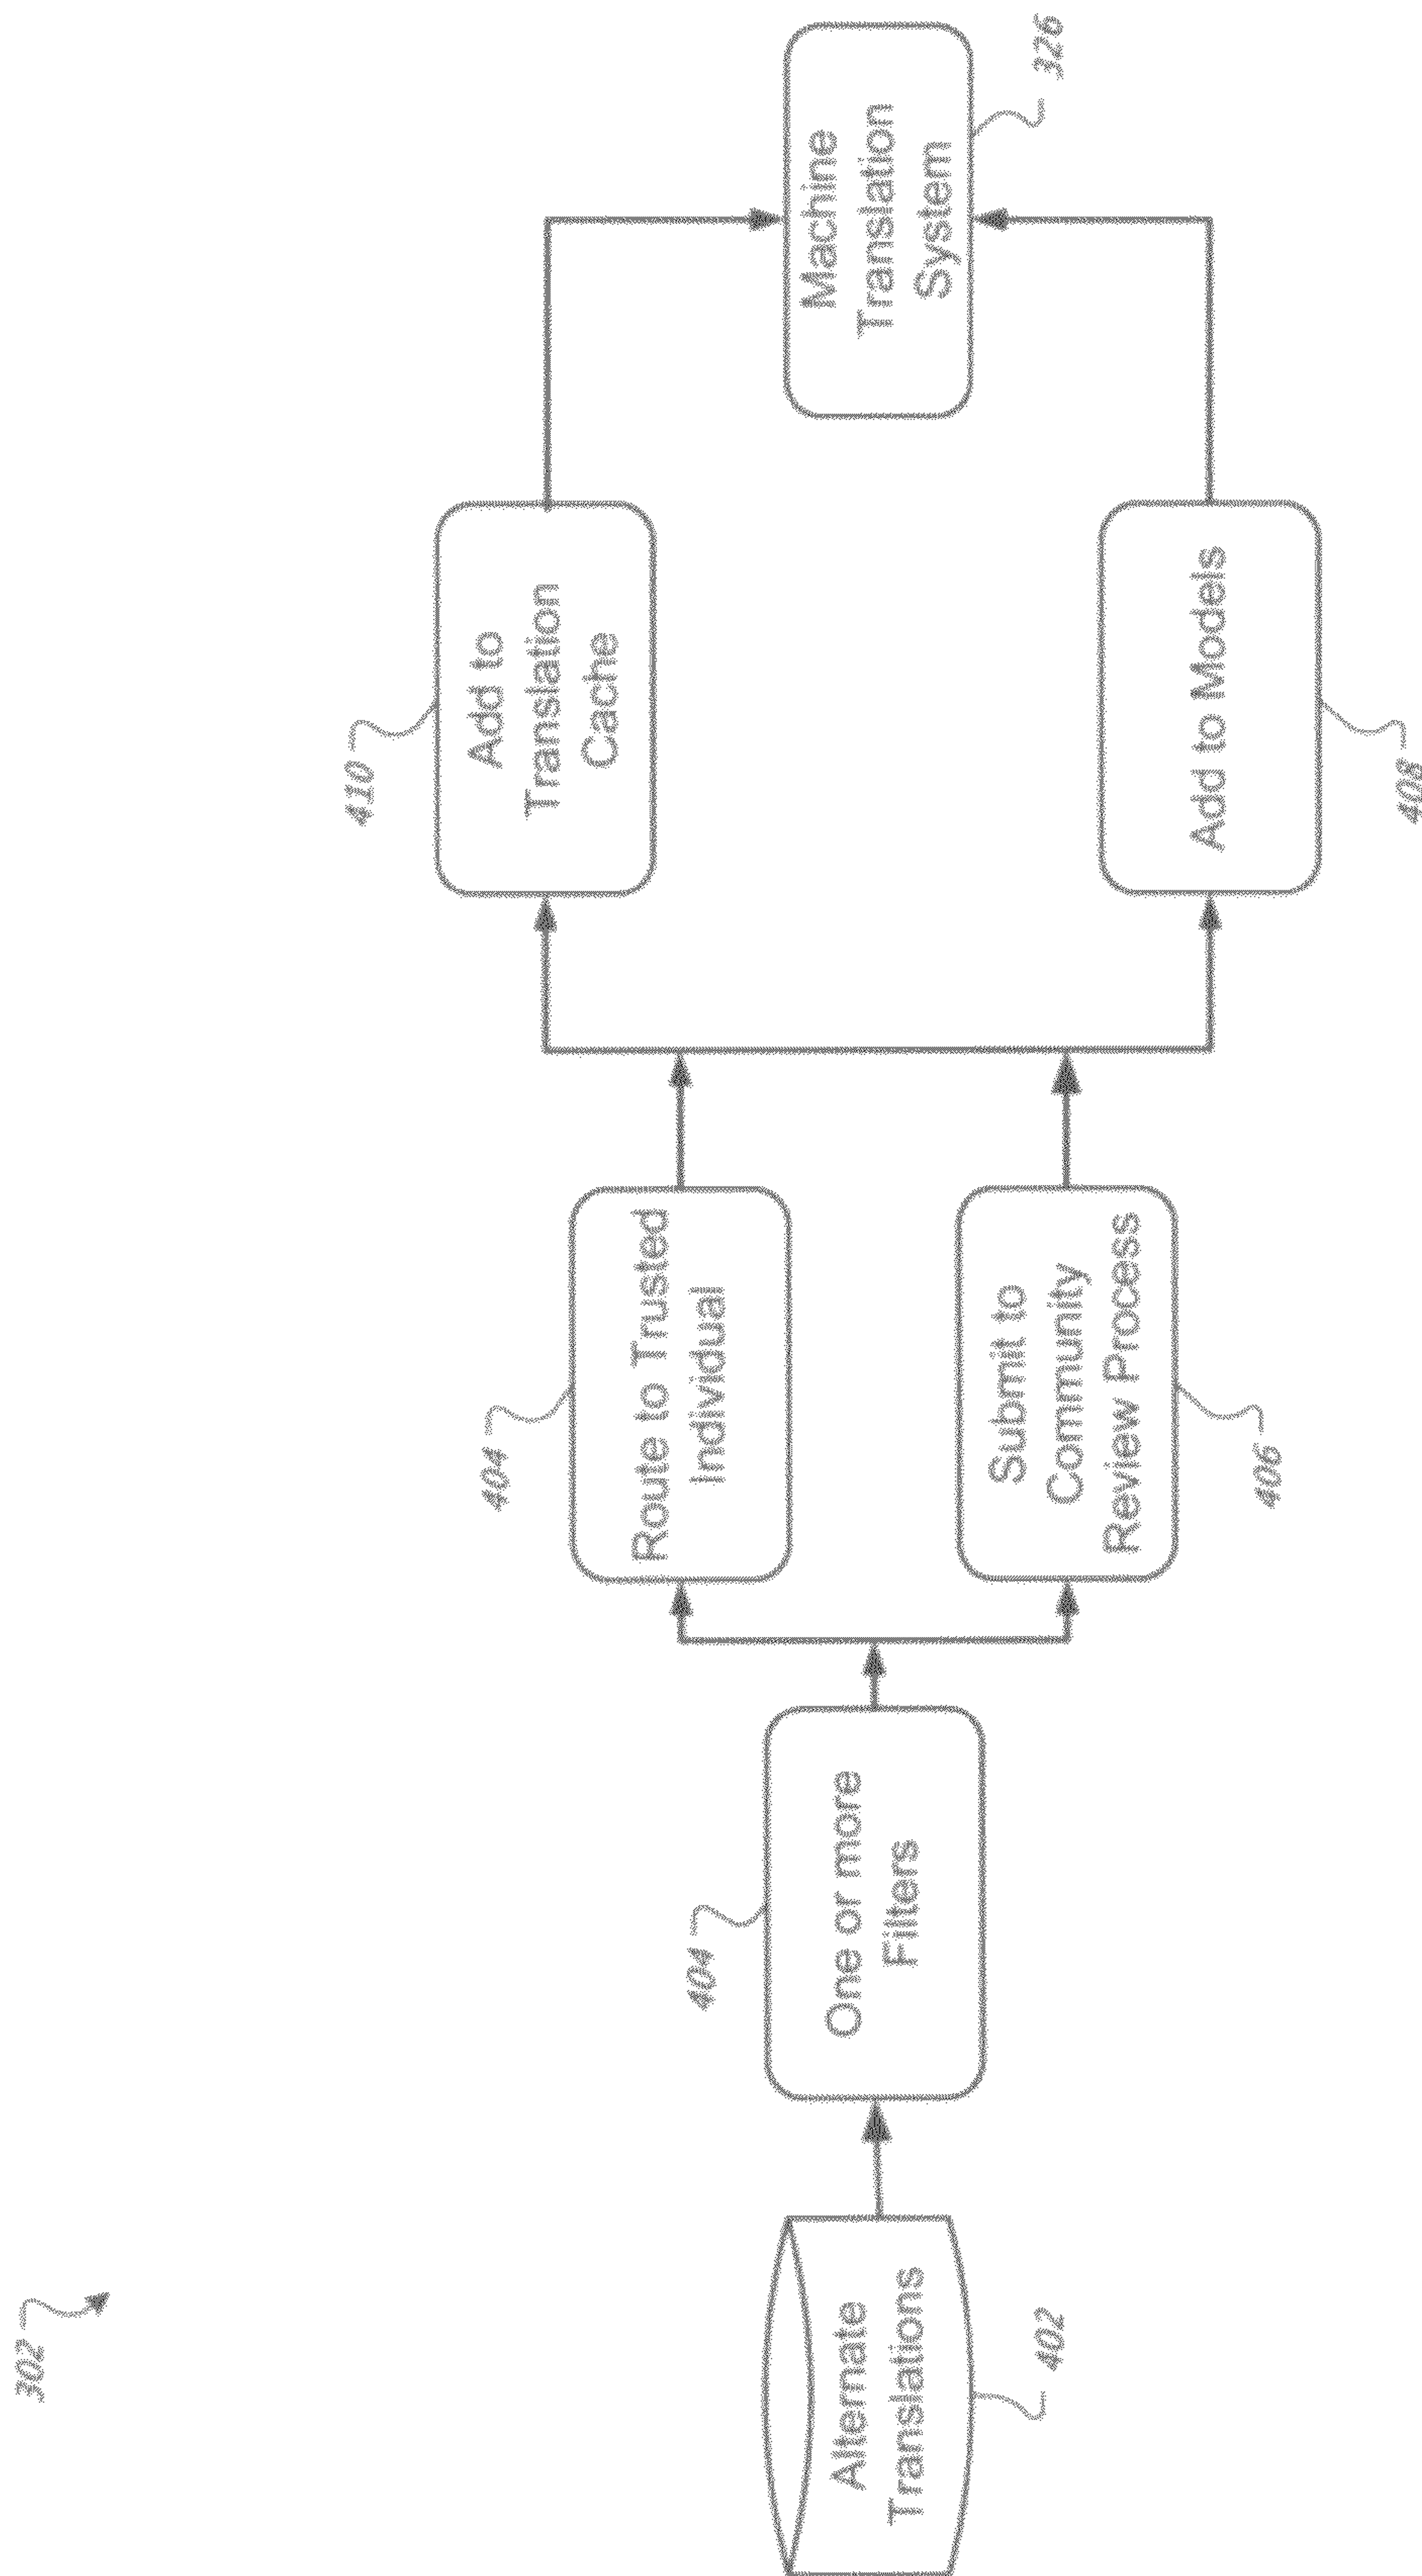 302
Alternate
Translations
402
404
One or more
Filters
404
Route to Trusted
Individual
Submit to
Community
Review Process
406
410
Add to
Translation
Cache
Add to Models
408
Machine
Translation
System
326